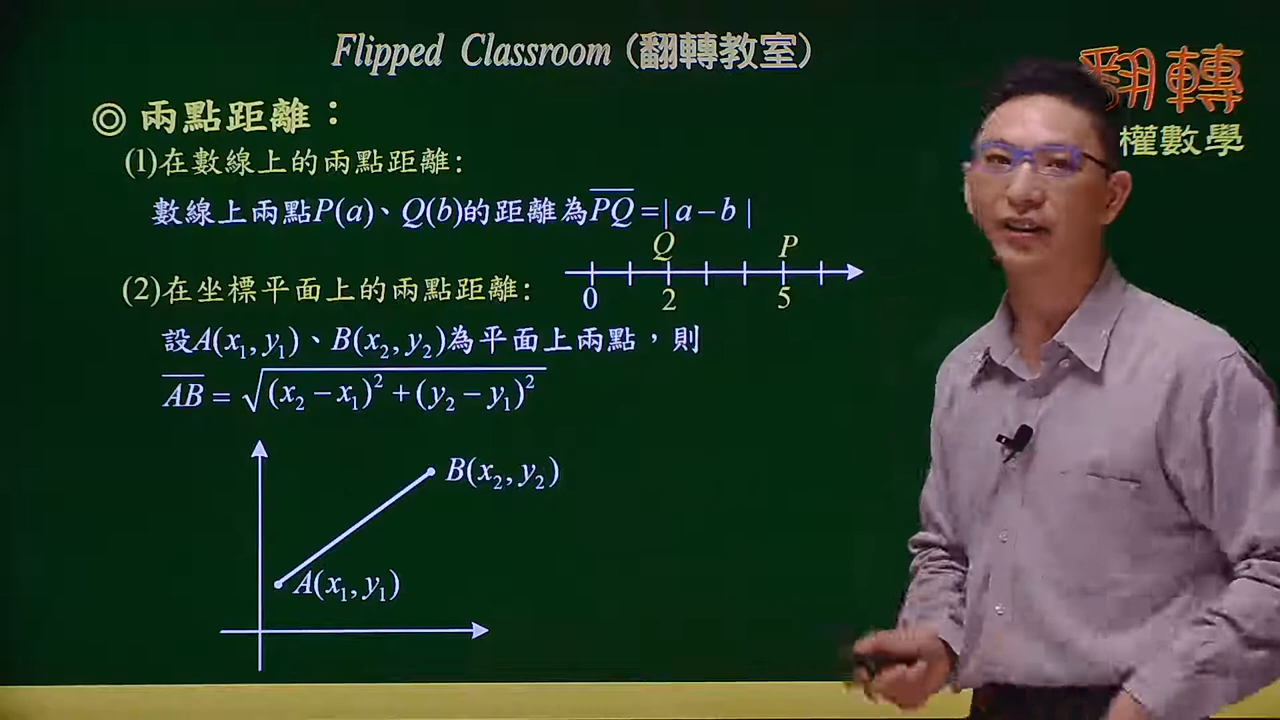 Flipped Classroom (翻轉教室)
翻轉
權數學
◎ 兩點距離：
(1)在數線上的兩點距離:
數線上兩點P(a)、Q(b)的距離為\overline{PQ} =| a − b |
Q P
0 2 5
(2)在坐標平面上的兩點距離:
設A(x₁, y₁)、B(x₂, y₂)為平面上兩點，則
\overline{AB} = √((x₂ − x₁)² + (y₂ − y₁)²)
B(x₂, y₂)
A(x₁, y₁)